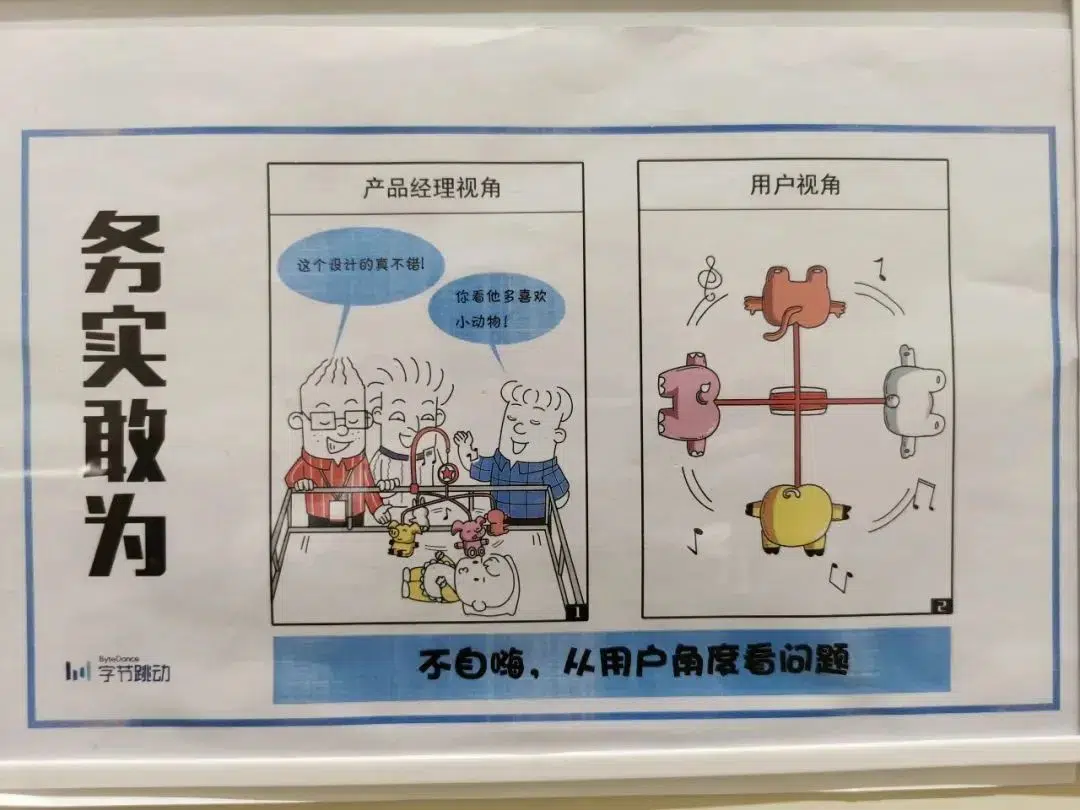 务实敢为
产品经理视角
这个设计的真不错!
你看他多喜欢
小动物!
1
用户视角
2
不自嗨，从用户角度看问题
ByteDance
字节跳动